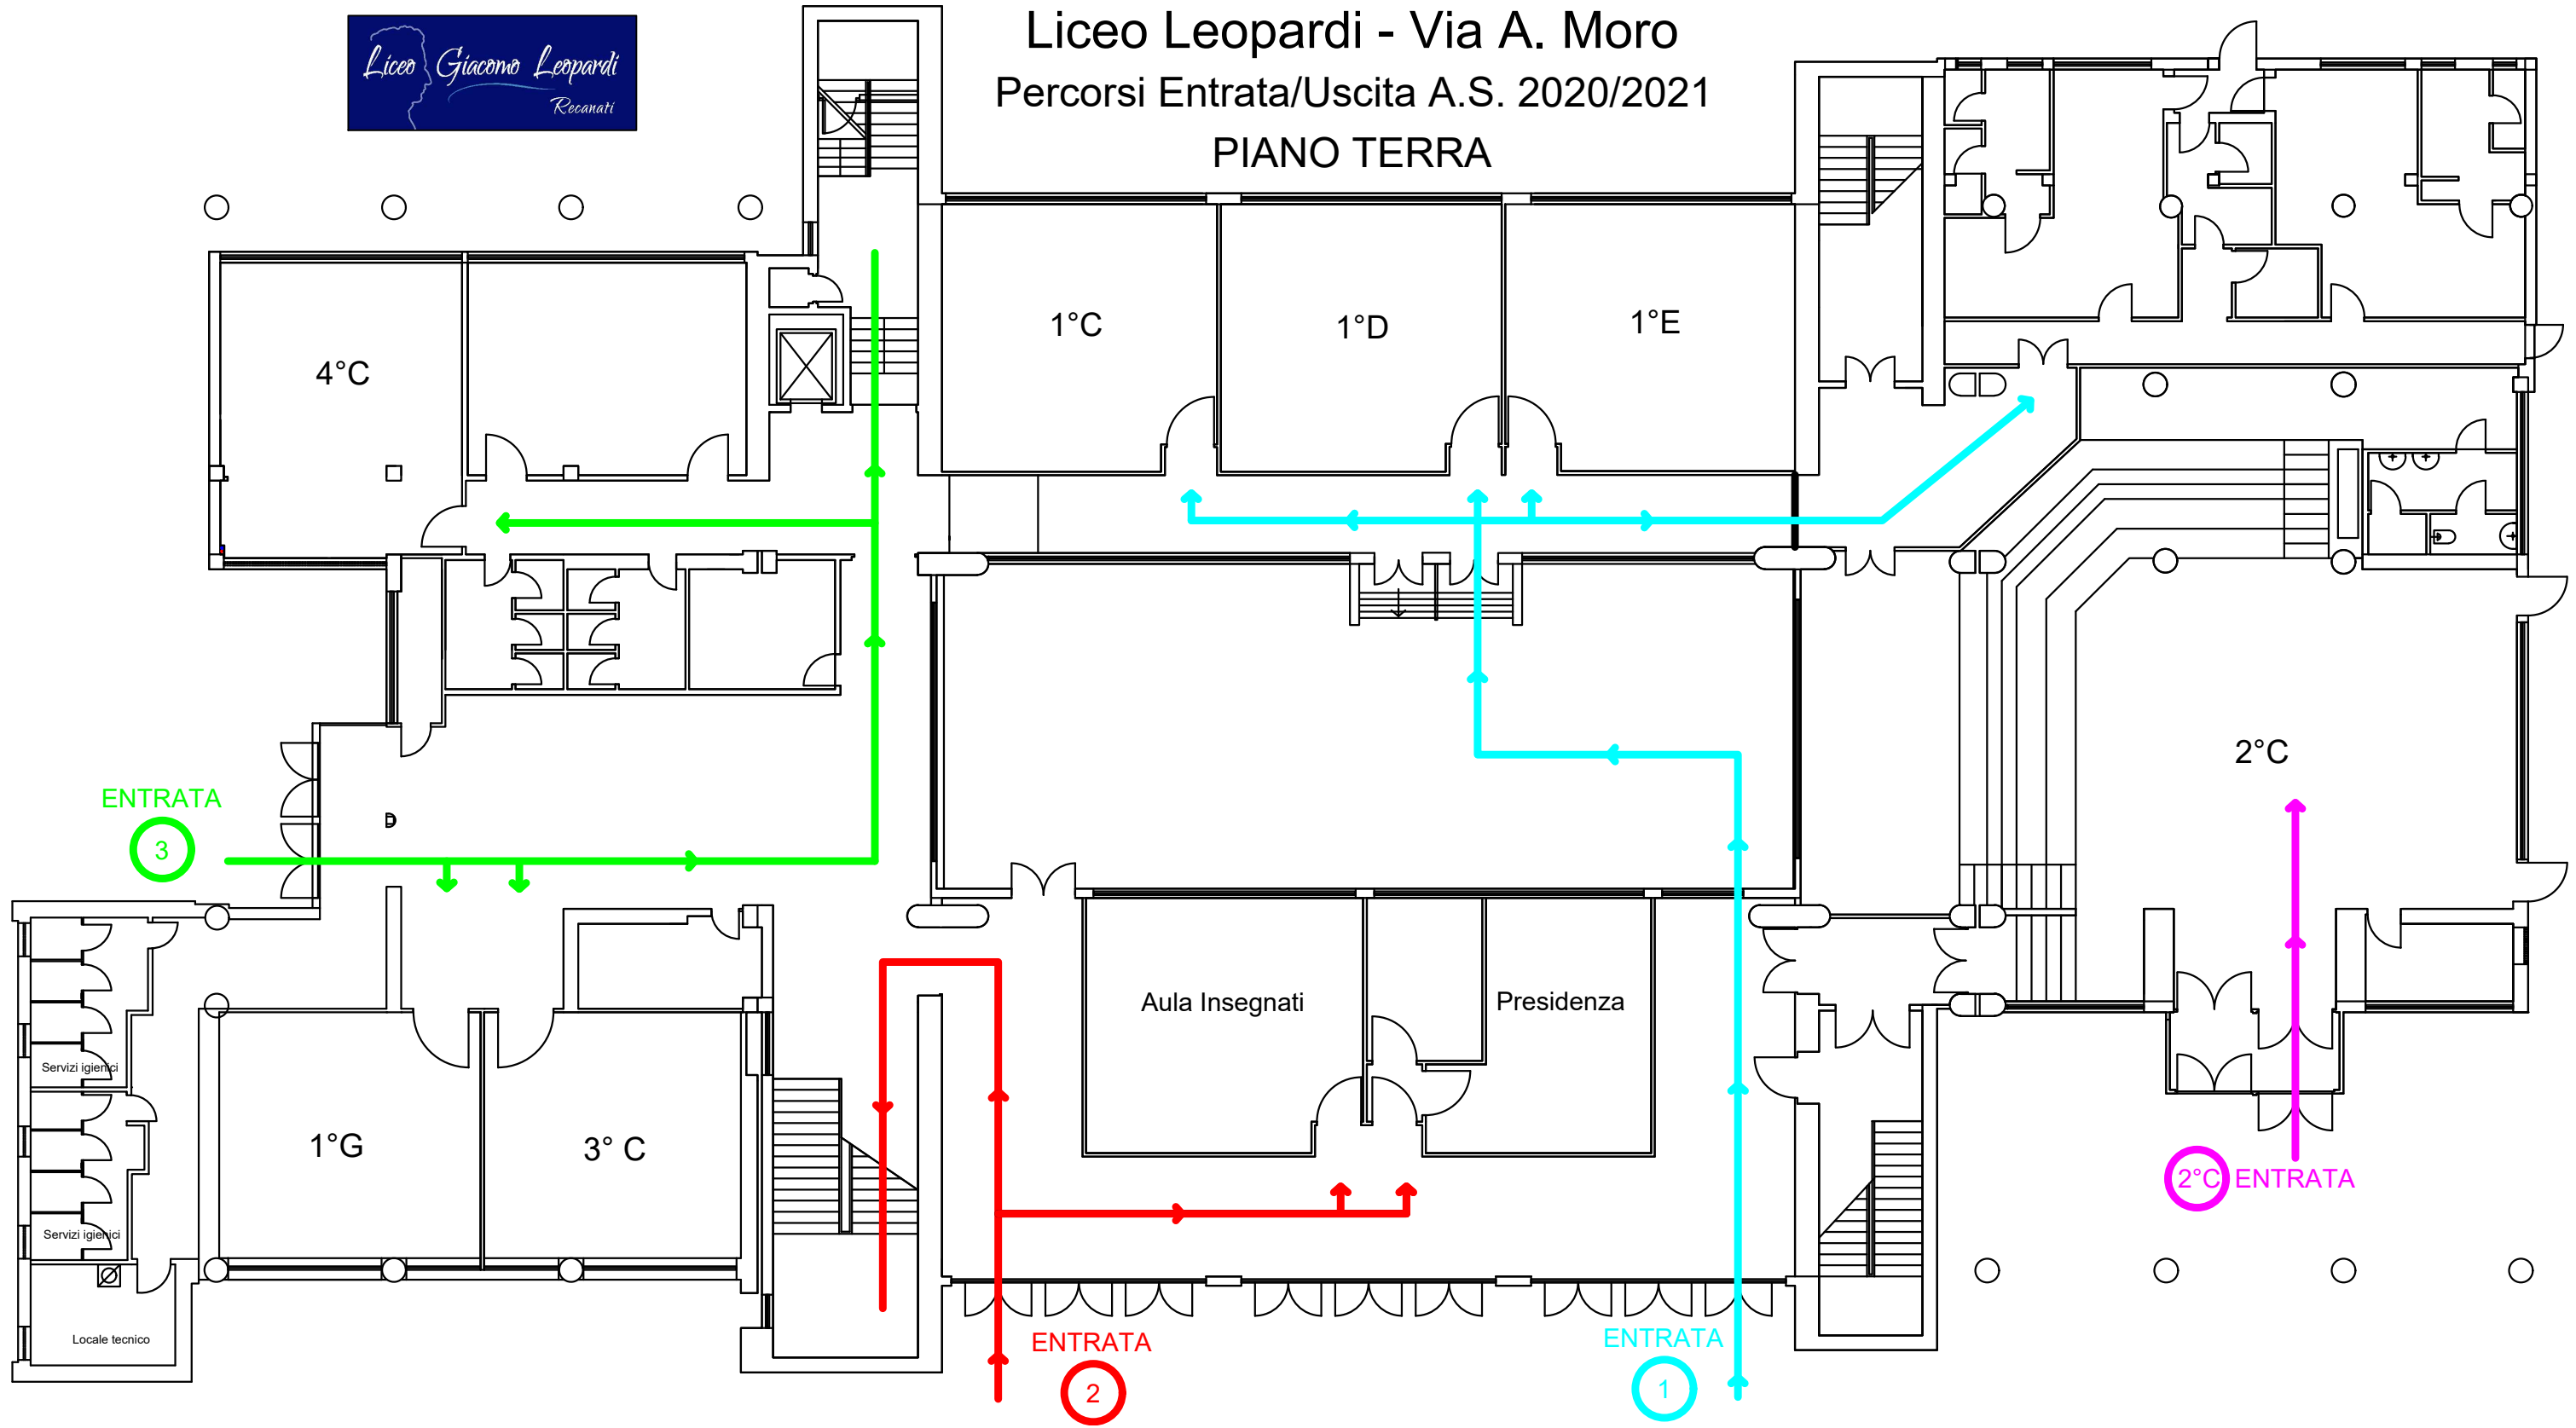 Liceo Giacomo Leopardi
Recanati
Liceo Leopardi - Via A. Moro
Percorsi Entrata/Uscita A.S. 2020/2021
PIANO TERRA
4°C
1°C
1°D
1°E
2°C
ENTRATA
3
Aula Insegnati
Presidenza
Servizi igienici
Servizi igienici
1°G
3° C
2°C ENTRATA
Locale tecnico
ENTRATA
2
ENTRATA
1